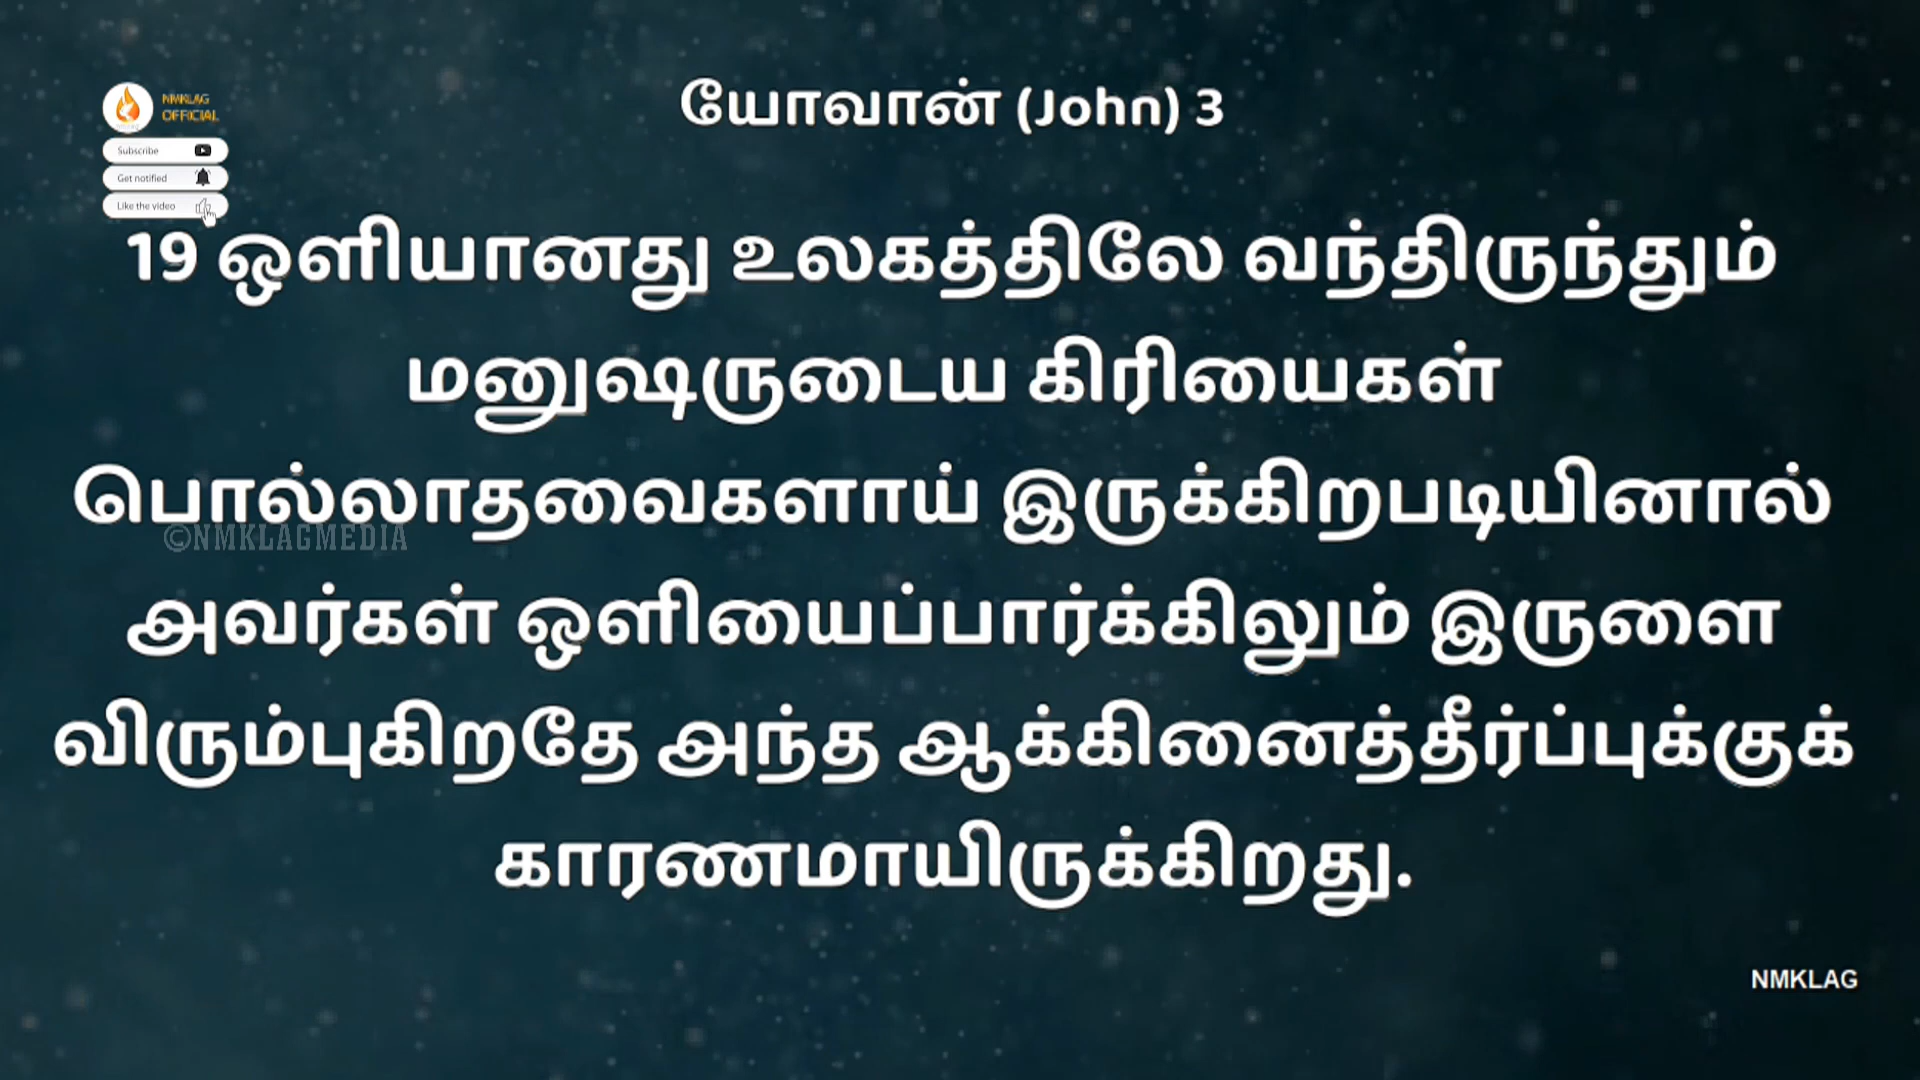 யோவான் (John) 3
NMKLAG
OFFICIAL
Subscribe
Get notified
Like the video
19 ஒளியானது உலகத்திலே வந்திருந்தும்
மனுஷருடைய கிரியைகள்
பொல்லாதவைகளாய் இருக்கிறபடியினால்
©NMKLAGMEDIA
அவர்கள் ஒளியைப்பார்க்கிலும் இருளை
விரும்புகிறதே அந்த ஆக்கினைத்தீர்ப்புக்குக்
காரணமாயிருக்கிறது.
NMKLAG